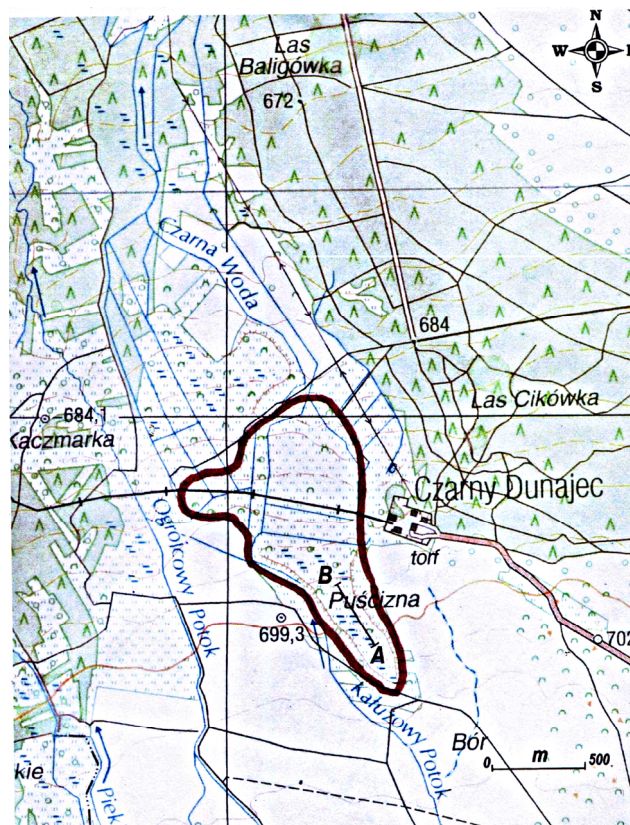 N
W
S
Las
Baligówka
672
Czarna Woda
684
684,1
Kaczmarka
Las Cikówka
Czarny Dunajec
torf
Ogrójcowy Potok
B
Puścizna
699,3
A
702
Kałużowy Potok
Bór
0 m 500
kie
Piek